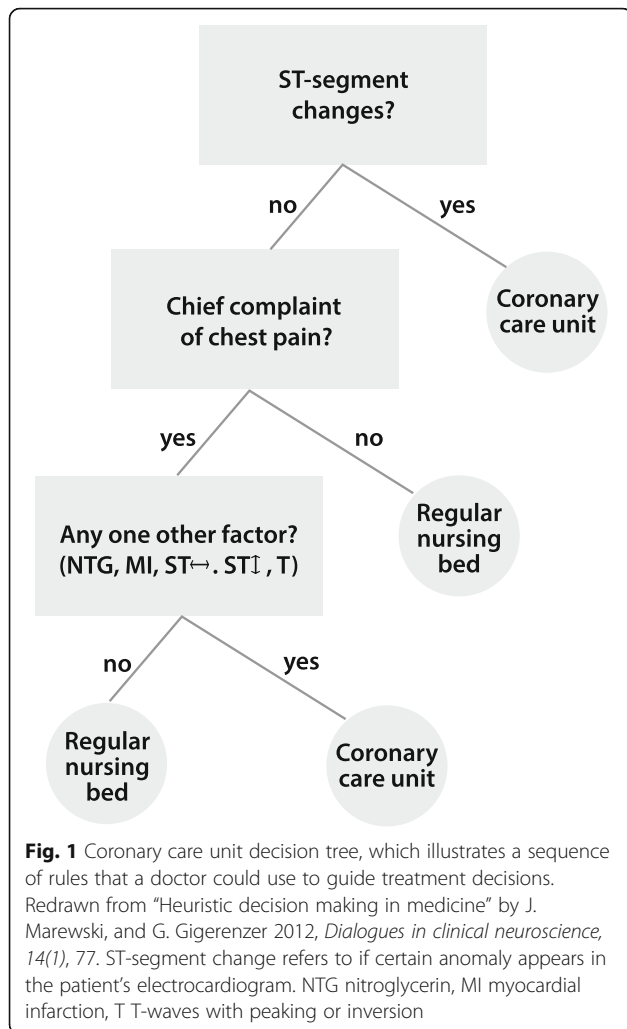 ST-segment
changes?
no
yes
Chief complaint
of chest pain?
Coronary
care unit
yes
no
Any one other factor?
(NTG, MI, ST↔. ST↕, T)
Regular
nursing
bed
no
yes
Regular
nursing
bed
Coronary
care unit
Fig. 1 Coronary care unit decision tree, which illustrates a sequence
of rules that a doctor could use to guide treatment decisions.
Redrawn from “Heuristic decision making in medicine” by J.
Marewski, and G. Gigerenzer 2012, Dialogues in clinical neuroscience,
14(1), 77. ST-segment change refers to if certain anomaly appears in
the patient’s electrocardiogram. NTG nitroglycerin, MI myocardial
infarction, T T-waves with peaking or inversion